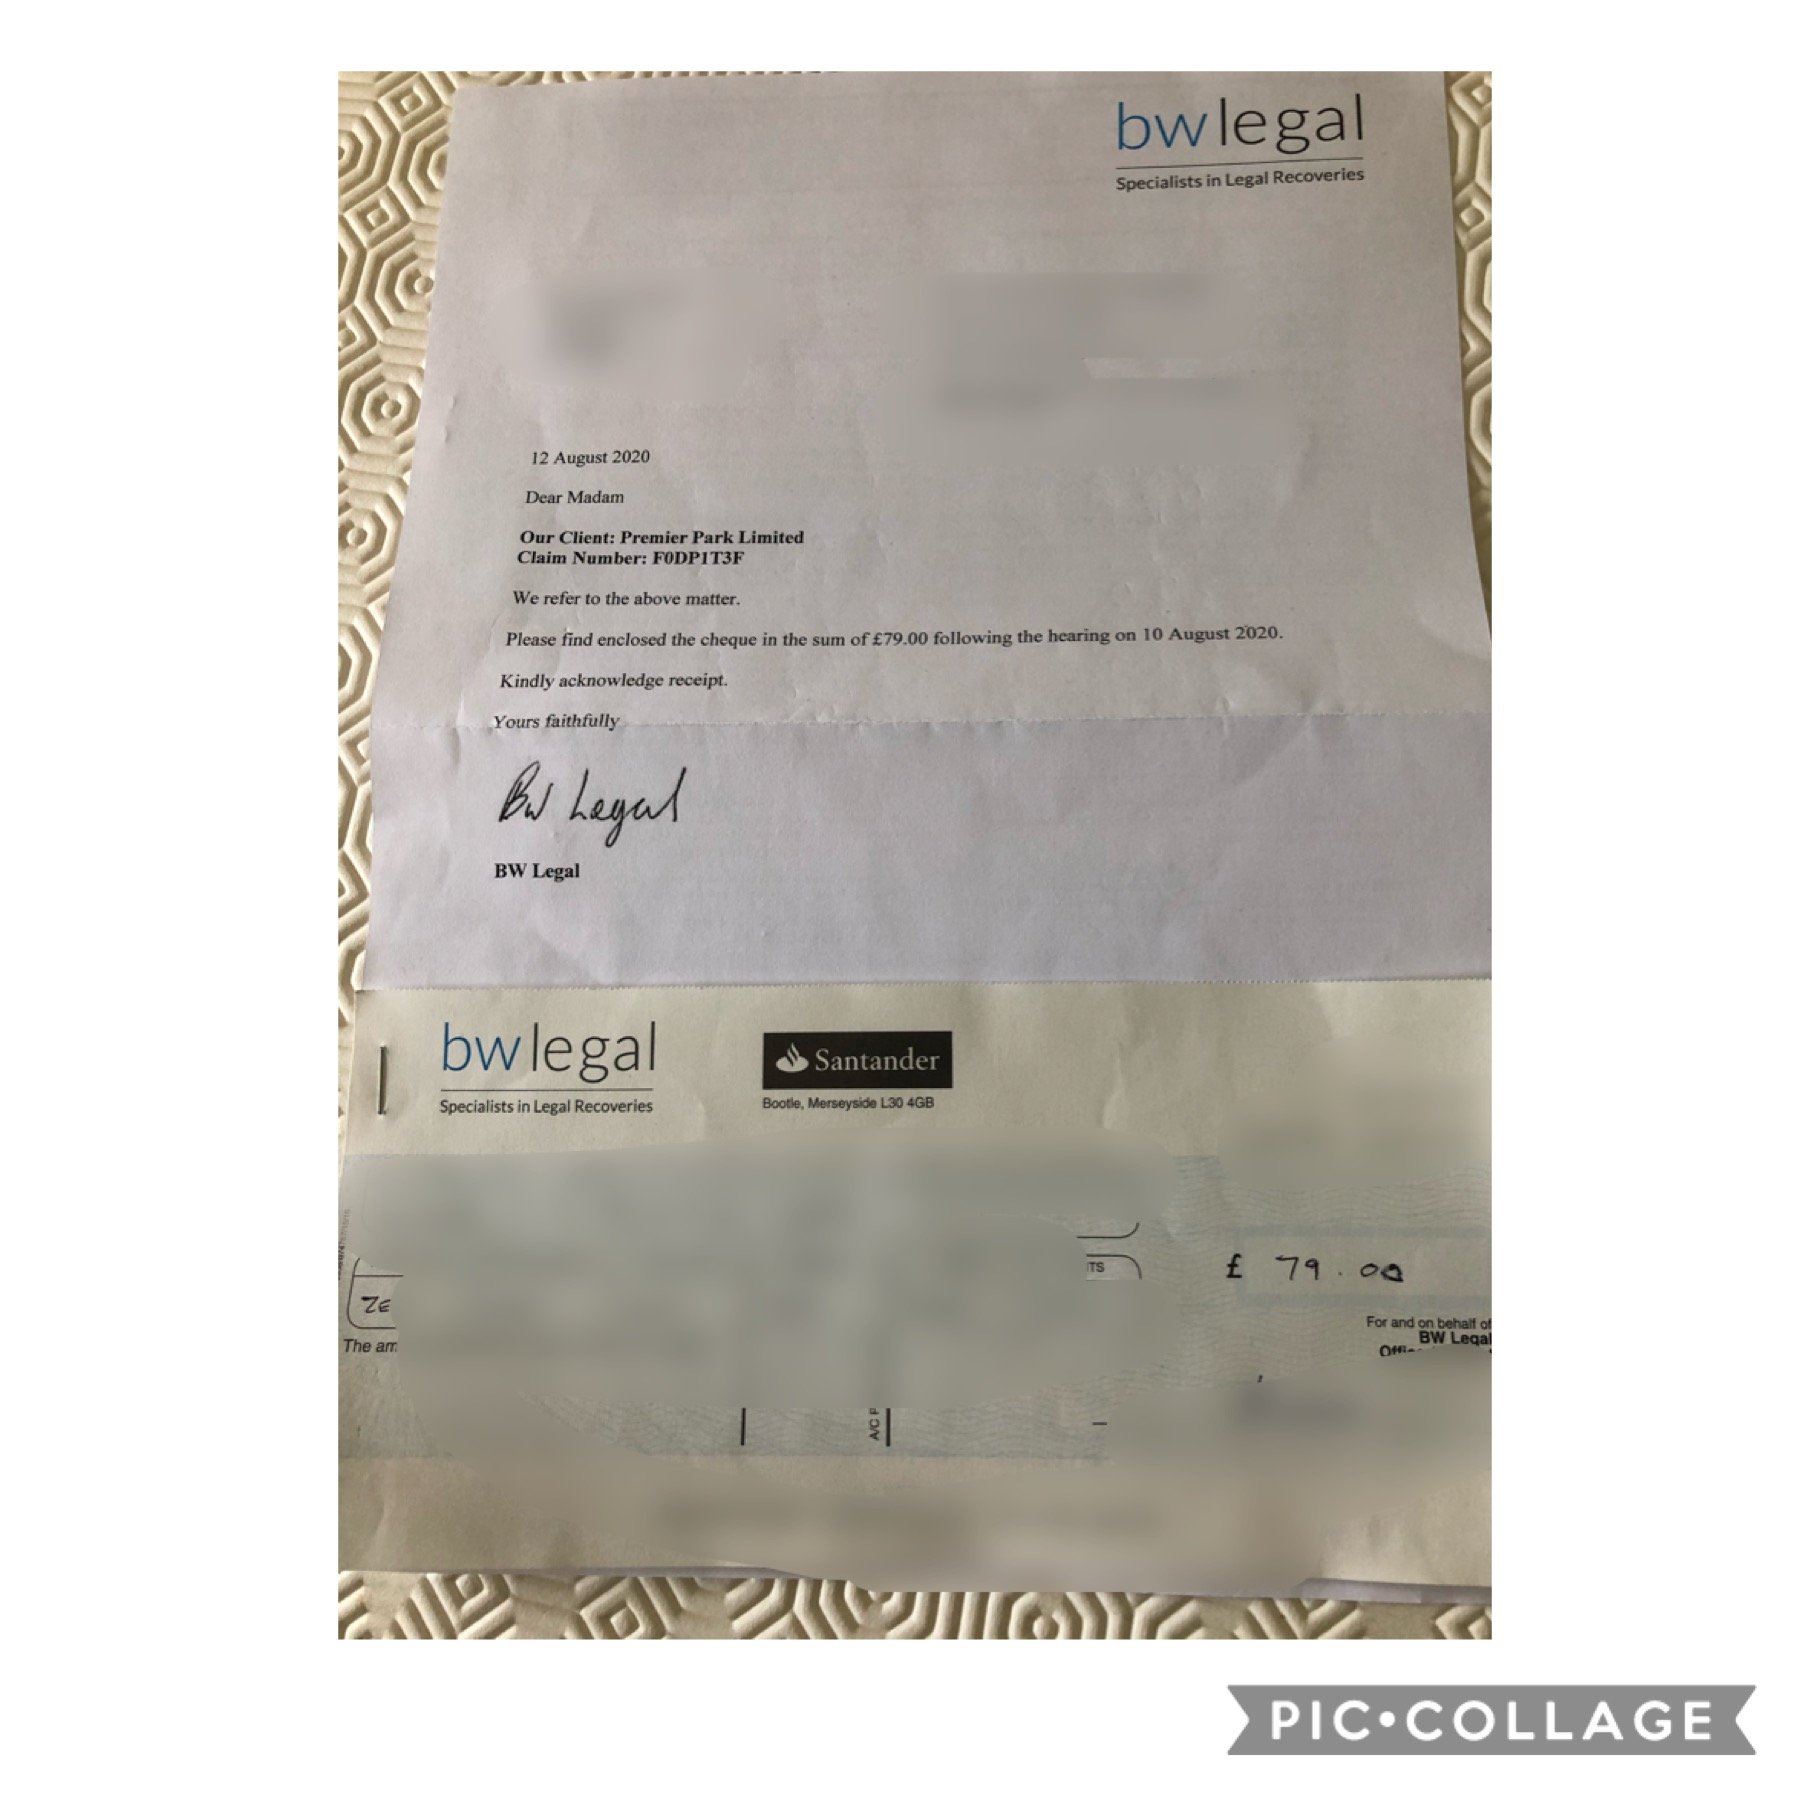 bwlegal
Specialists in Legal Recoveries
12 August 2020
Dear Madam
Our Client: Premier Park Limited
Claim Number: F0DP1T3F
We refer to the above matter.
Please find enclosed the cheque in the sum of £79.00 following the hearing on 10 August 2020.
Kindly acknowledge receipt.
Yours faithfully
BW Legal
BW Legal
bwlegal
Specialists in Legal Recoveries
Santander
Bootle, Merseyside L30 4GB
£ 79.00
For and on behalf of
BW Legal
The am
A/C P
PIC•COLLAGE